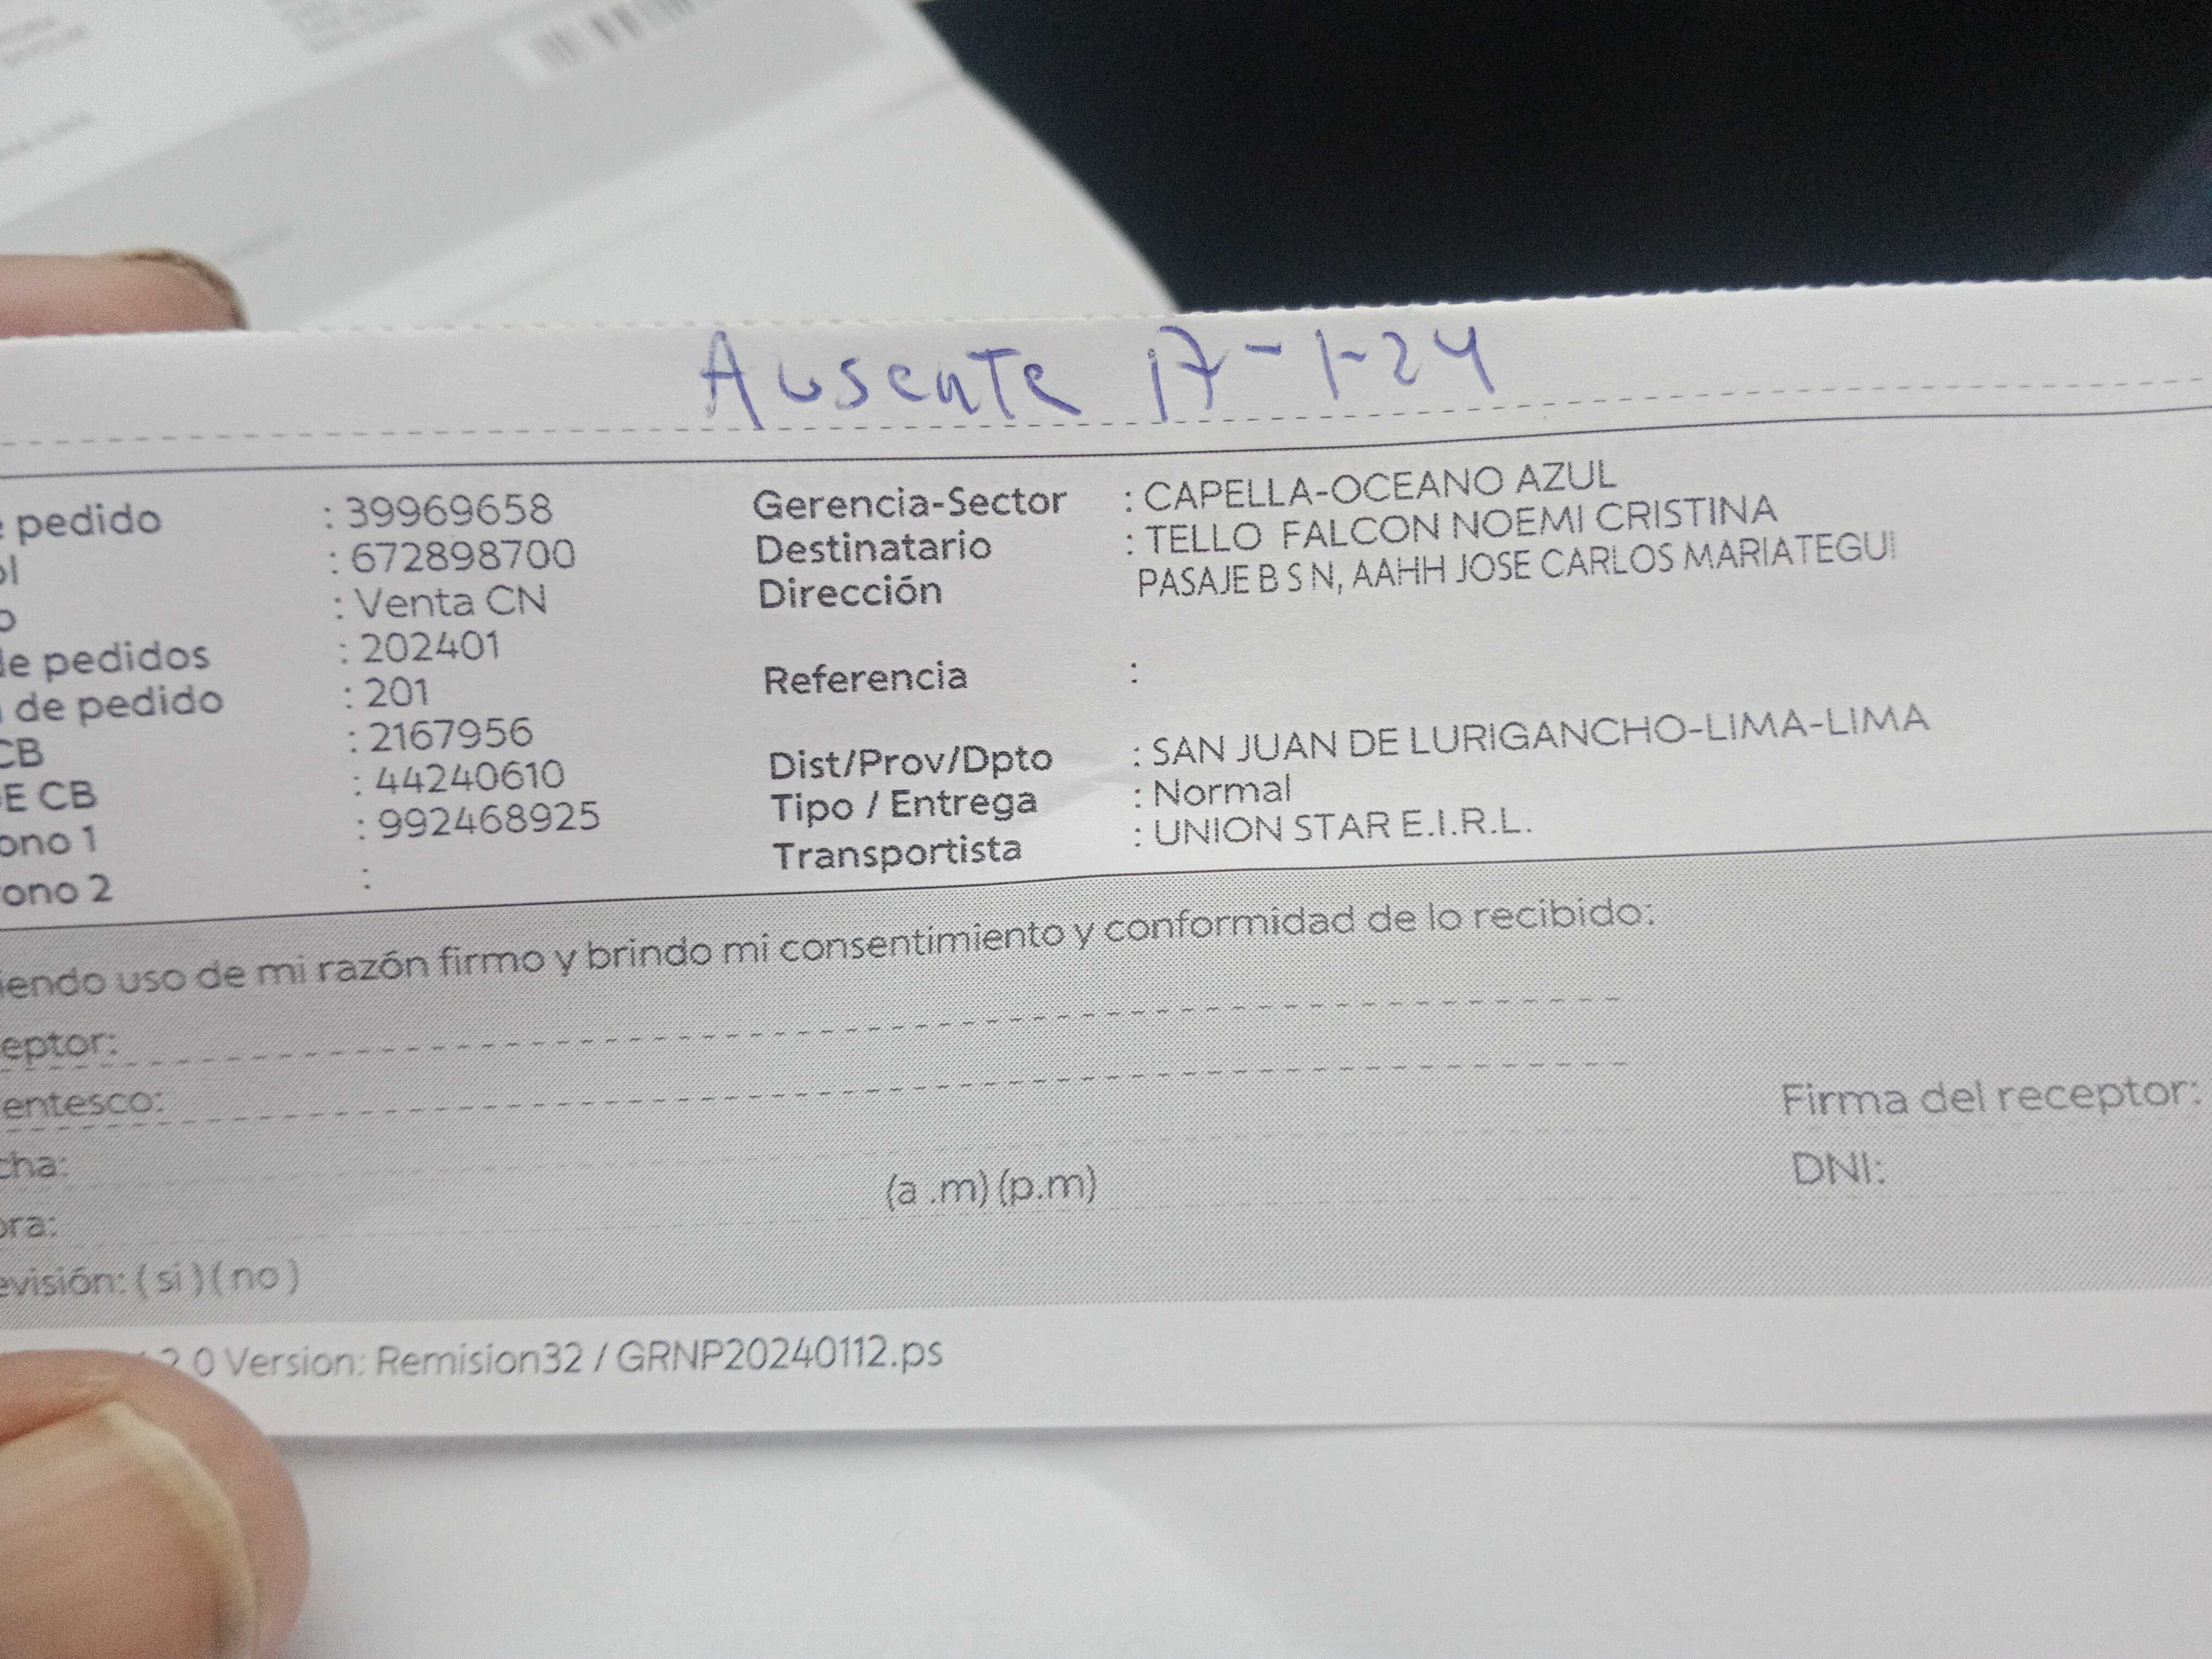 Ausente 17-1-24
e pedido : 39969658
ol : 672898700
o : Venta CN
de pedidos : 202401
de pedido : 201
CB : 2167956
E CB : 44240610
ono 1 : 992468925
ono 2 :
Gerencia-Sector : CAPELLA-OCEANO AZUL
Destinatario : TELLO FALCON NOEMI CRISTINA
Dirección PASAJE B S N, AAHH JOSE CARLOS MARIATEGUI
Referencia :
Dist/Prov/Dpto : SAN JUAN DE LURIGANCHO-LIMA-LIMA
Tipo / Entrega : Normal
Transportista : UNION STAR E.I.R.L.
iendo uso de mi razón firmo y brindo mi consentimiento y conformidad de lo recibido:
eptor:
entesco:
cha:
ora: (a .m) (p.m)
evisión: ( si ) ( no )
Firma del receptor:
DNI:
2.0 Version: Remision32 / GRNP20240112.ps